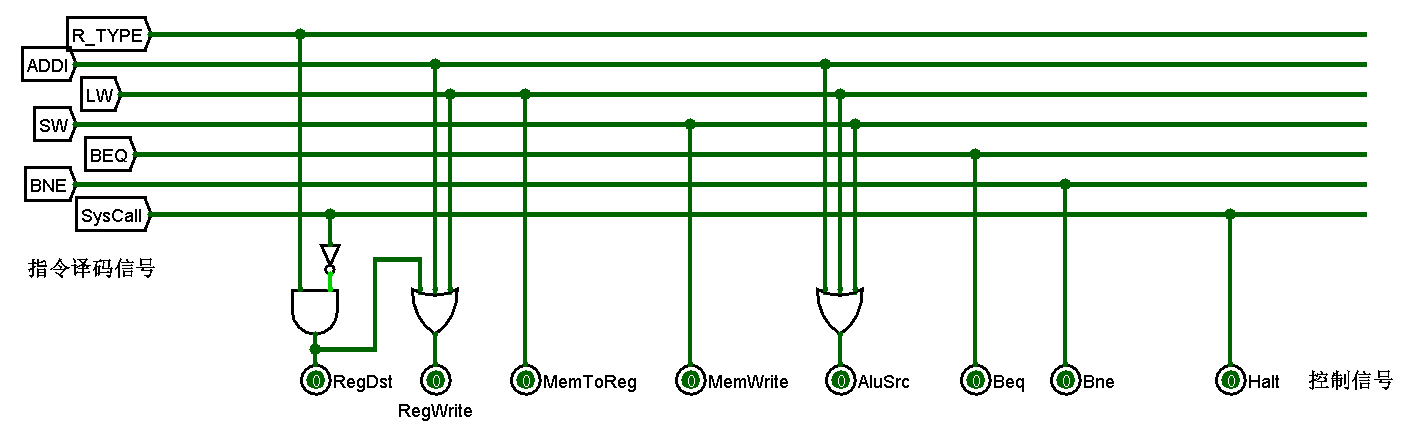 R_TYPE
ADDI
LW
SW
BEQ
BNE
SysCall
指令译码信号
0 RegDst
0
RegWrite
0 MemToReg
0 MemWrite
0 AluSrc
0 Beq
0 Bne
0 Halt
控制信号